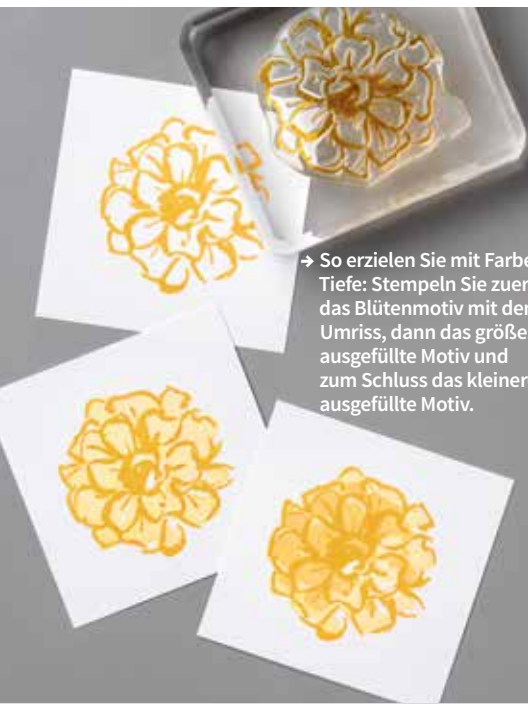 → So erzielen Sie mit Farbe
Tiefe: Stempeln Sie zuer
das Blütenmotiv mit der
Umriss, dann das größe
ausgefüllte Motiv und
zum Schluss das kleiner
ausgefüllte Motiv.